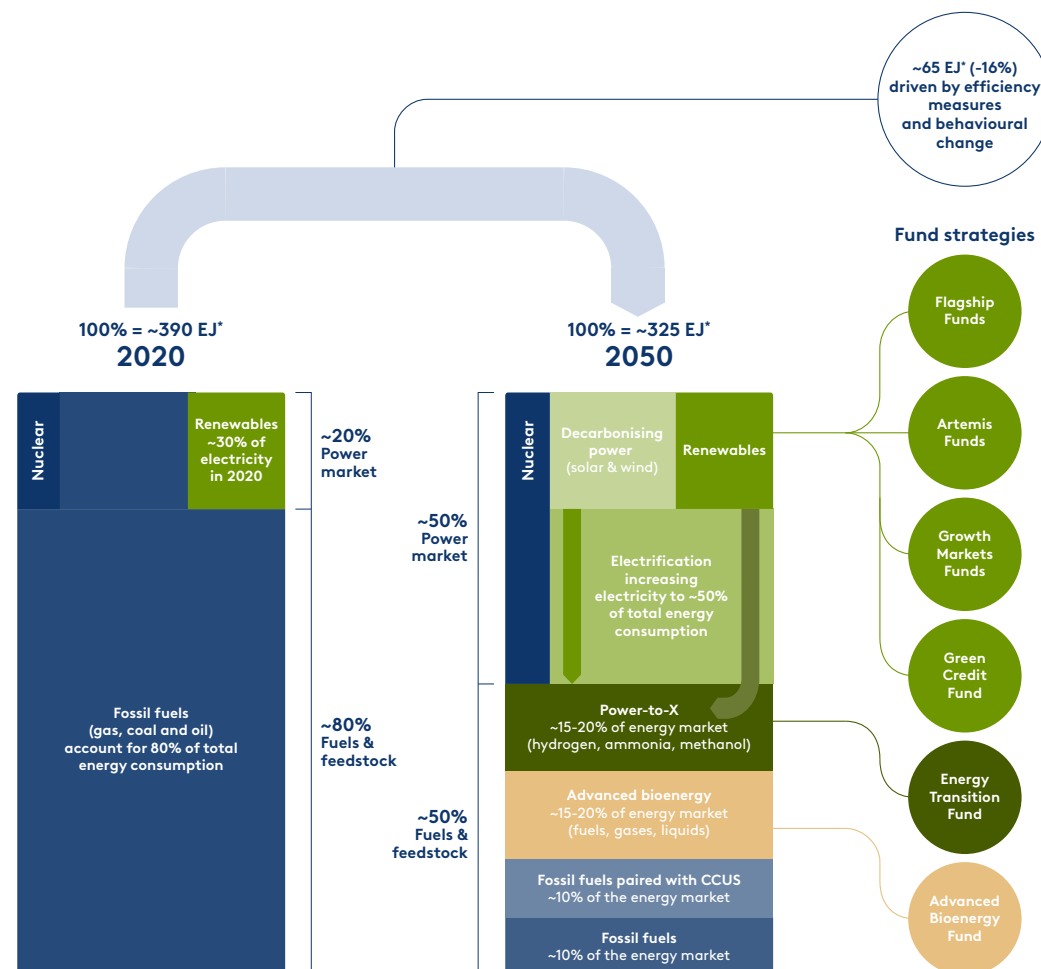 ~65 EJ* (-16%)
driven by efficiency
measures
and behavioural
change
Fund strategies
100% = ~390 EJ*
2020
100% = ~325 EJ*
2050
Nuclear
Renewables
~30% of
electricity
in 2020
~20%
Power
market
Fossil fuels
(gas, coal and oil)
account for 80% of total
energy consumption
~80%
Fuels &
feedstock
~50%
Power
market
~50%
Fuels &
feedstock
Nuclear
Decarbonising
power
(solar & wind)
Renewables
Electrification
increasing
electricity to ~50%
of total energy
consumption
Power-to-X
~15-20% of energy market
(hydrogen, ammonia, methanol)
Advanced bioenergy
~15-20% of energy market
(fuels, gases, liquids)
Fossil fuels paired with CCUS
~10% of the energy market
Fossil fuels
~10% of the energy market
Flagship
Funds
Artemis
Funds
Growth
Markets
Funds
Green
Credit
Fund
Energy
Transition
Fund
Advanced
Bioenergy
Fund